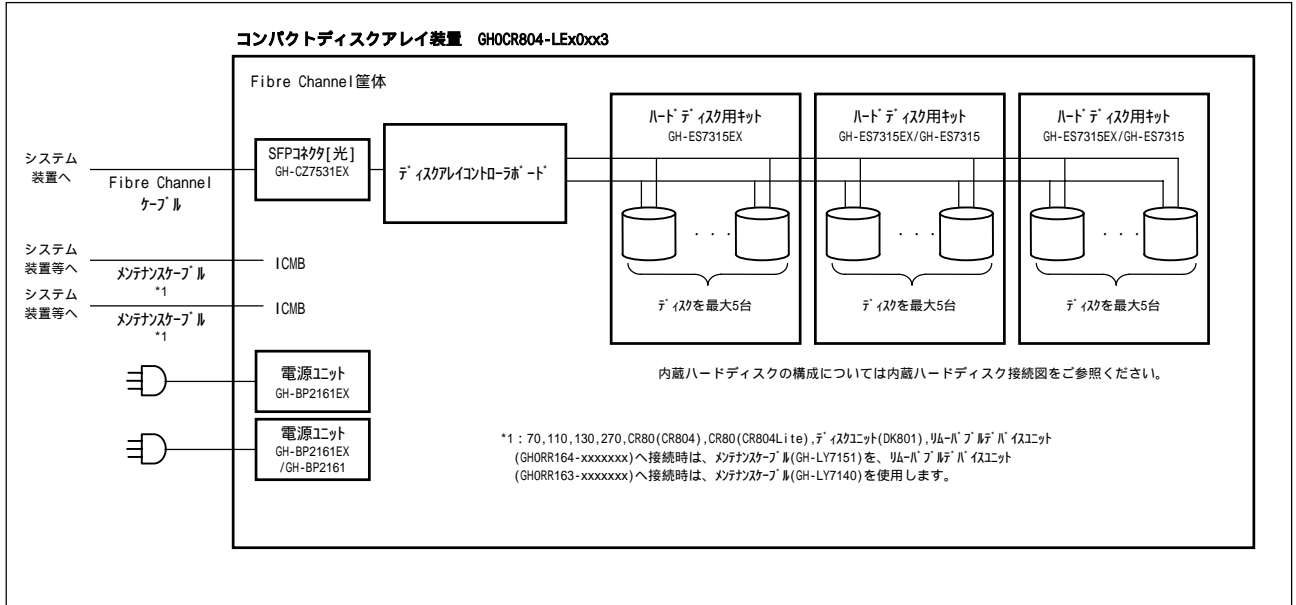 コンパクトディスクアレイ装置 GH0CR804-LEx0xx3
Fibre Channel筐体
システム
装置へ
Fibre Channel
ｹｰﾌﾞﾙ
SFPｺﾈｸﾀ[光]
GH-CZ7531EX
ﾃﾞｨｽｸｱﾚｲｺﾝﾄﾛｰﾗﾎﾞｰﾄﾞ
ﾊｰﾄﾞﾃﾞｨｽｸ用ｷｯﾄ
GH-ES7315EX
ﾊｰﾄﾞﾃﾞｨｽｸ用ｷｯﾄ
GH-ES7315EX/GH-ES7315
ﾊｰﾄﾞﾃﾞｨｽｸ用ｷｯﾄ
GH-ES7315EX/GH-ES7315
・・・
・・・
・・・
ﾃﾞｨｽｸを最大5台
ﾃﾞｨｽｸを最大5台
ﾃﾞｨｽｸを最大5台
システム
装置等へ
ﾒﾝﾃﾅﾝｽｹｰﾌﾞﾙ
*1
ICMB
システム
装置等へ
ﾒﾝﾃﾅﾝｽｹｰﾌﾞﾙ
*1
ICMB
電源ﾕﾆｯﾄ
GH-BP2161EX
電源ﾕﾆｯﾄ
GH-BP2161EX
/GH-BP2161
内蔵ハードディスクの構成については内蔵ハードディスク接続図をご参照ください。
*1：70,110,130,270,CR80(CR804),CR80(CR804Lite),ﾃﾞｨｽｸﾕﾆｯﾄ(DK801),ﾘﾑｰﾊﾞﾌﾞﾙﾃﾞﾊﾞｲｽﾕﾆｯﾄ
(GH0RR164-xxxxxxx)へ接続時は、ﾒﾝﾃﾅﾝｽｹｰﾌﾞﾙ(GH-LY7151)を、ﾘﾑｰﾊﾞﾌﾞﾙﾃﾞﾊﾞｲｽﾕﾆｯﾄ
(GH0RR163-xxxxxxx)へ接続時は、ﾒﾝﾃﾅﾝｽｹｰﾌﾞﾙ(GH-LY7140)を使用します。